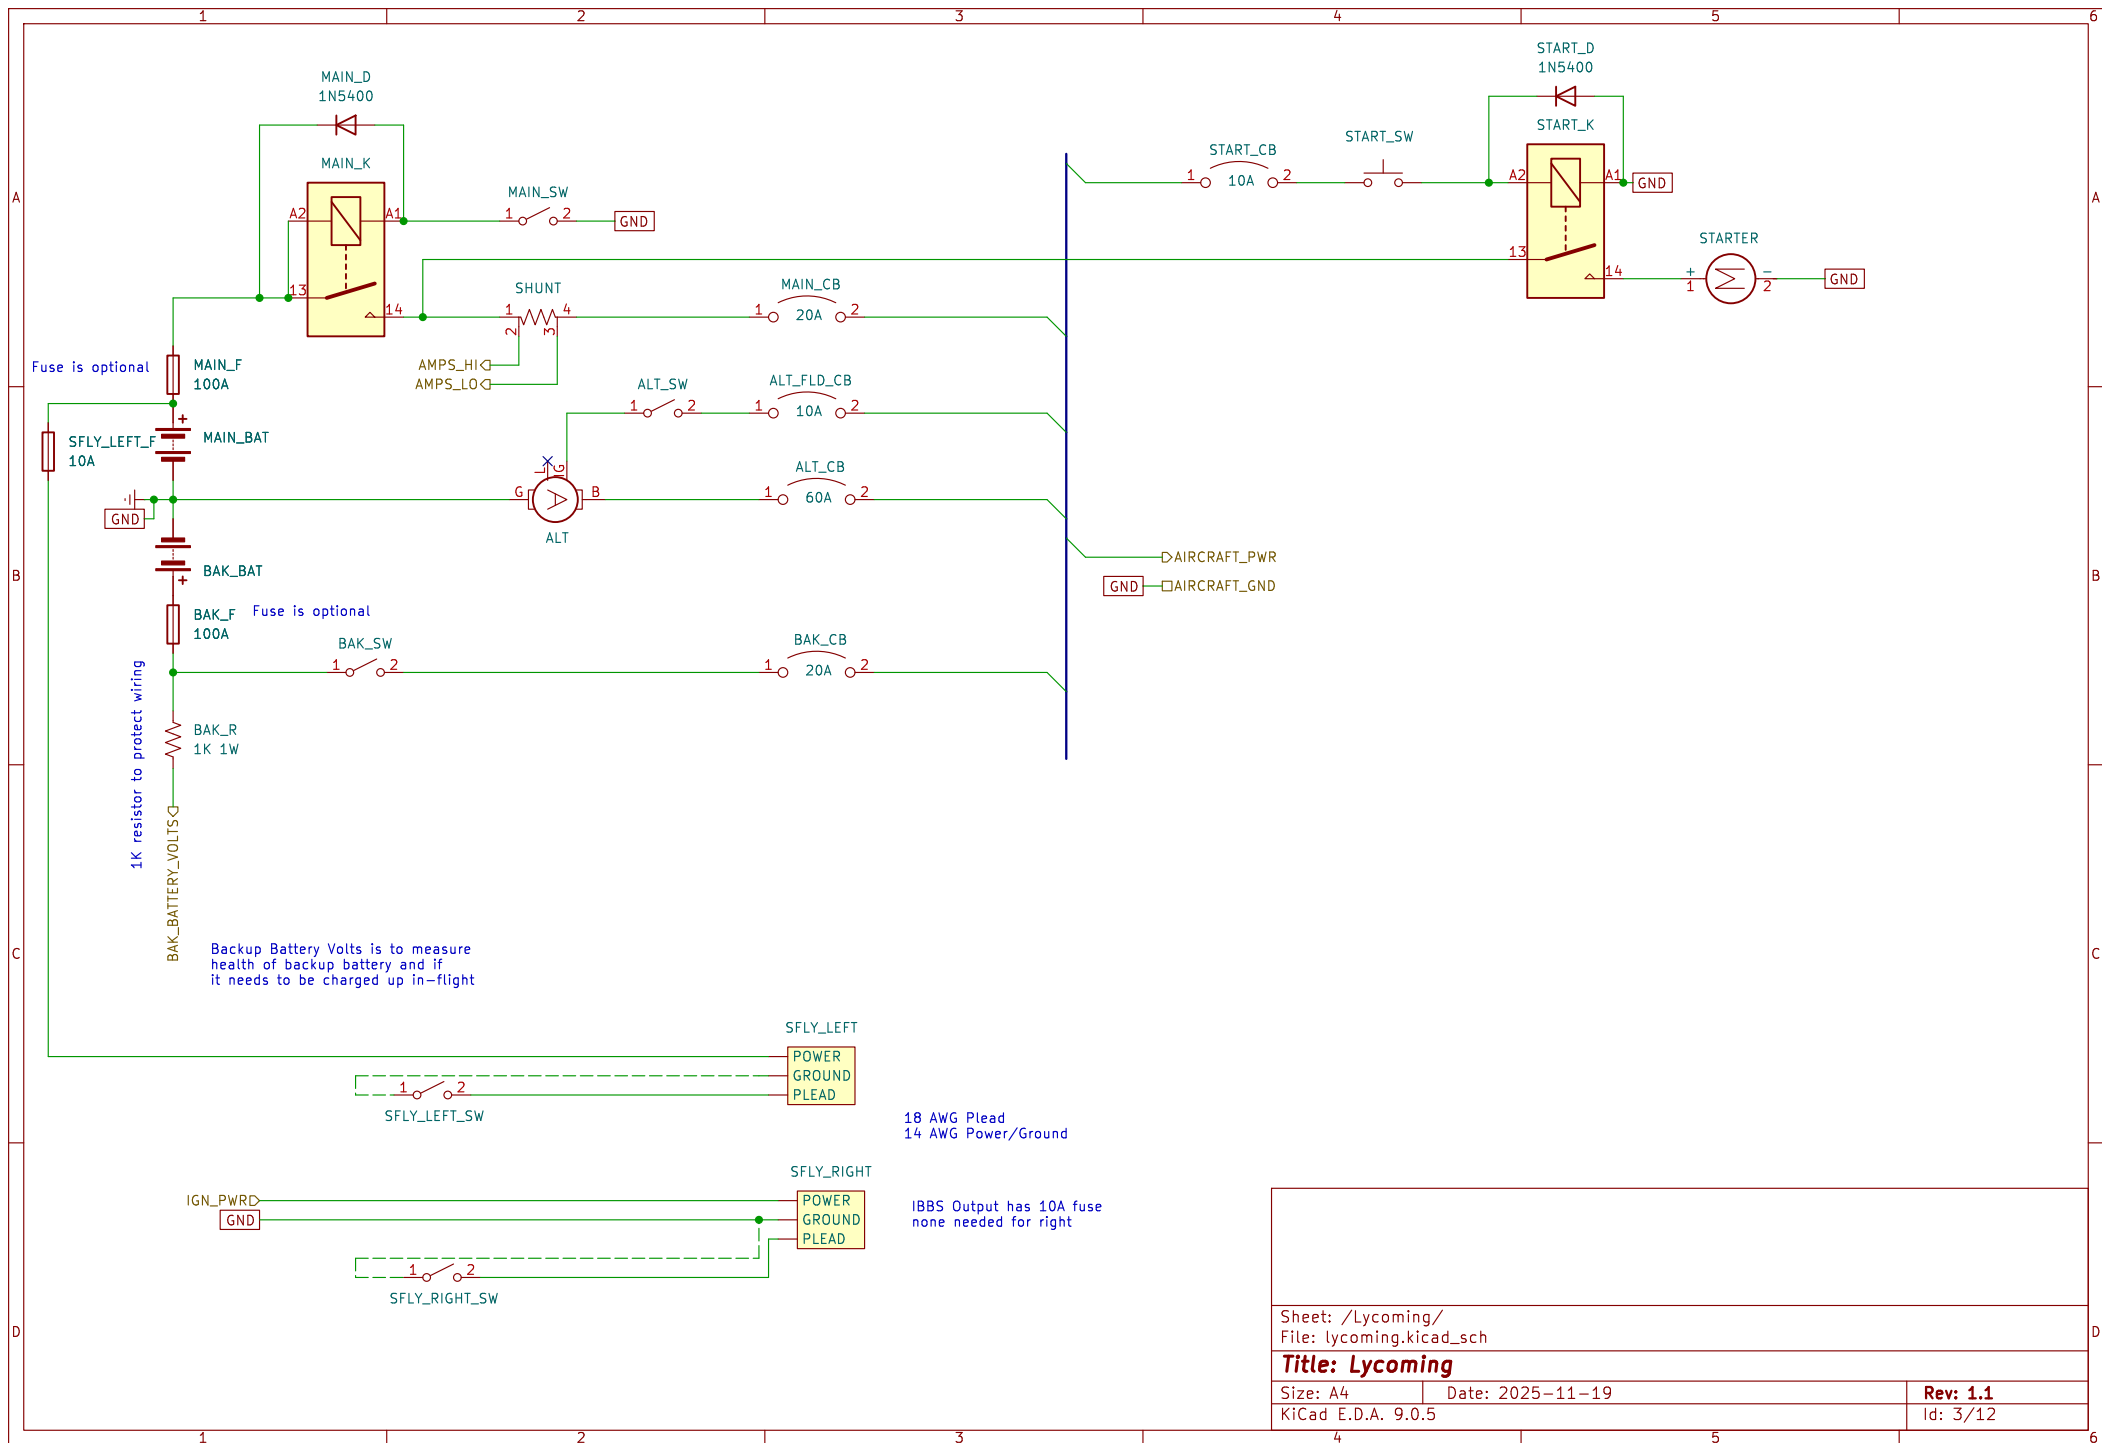 1 2 3 4 5 6
START_D
1N5400
MAIN_D
1N5400
START_K
START_SW
START_CB
1 10A 2
MAIN_K
A2 A1 GND
A A
MAIN_SW
A2 A1 1 2 GND
STARTER
13
14 + -
1 2 GND
SHUNT
MAIN_CB
13
14 1 4 1 20A 2
2 3
Fuse is optional
MAIN_F
100A
AMPS_HI
AMPS_LO
ALT_SW
ALT_FLD_CB
1 2 1 10A 2
+
MAIN_BAT
SFLY_LEFT_F
10A
L IG
ALT_CB
G A B 1 60A 2
GND
ALT
AIRCRAFT_PWR
GND AIRCRAFT_GND
B B
BAK_BAT
+
Fuse is optional
BAK_F
100A
BAK_SW
BAK_CB
1 2 1 20A 2
1K resistor to protect wiring
BAK_R
1K 1W
BAK_BATTERY_VOLTS
C C
Backup Battery Volts is to measure
health of backup battery and if
it needs to be charged up in-flight
SFLY_LEFT
POWER
GROUND
1 2 PLEAD
SFLY_LEFT_SW
18 AWG Plead
14 AWG Power/Ground
SFLY_RIGHT
IGN_PWR POWER
GND GROUND
PLEAD
IBBS Output has 10A fuse
none needed for right
1 2
SFLY_RIGHT_SW
D D
Sheet: /Lycoming/
File: lycoming.kicad_sch
Title: Lycoming
Size: A4 Date: 2025-11-19 Rev: 1.1
KiCad E.D.A. 9.0.5 Id: 3/12
1 2 3 4 5 6